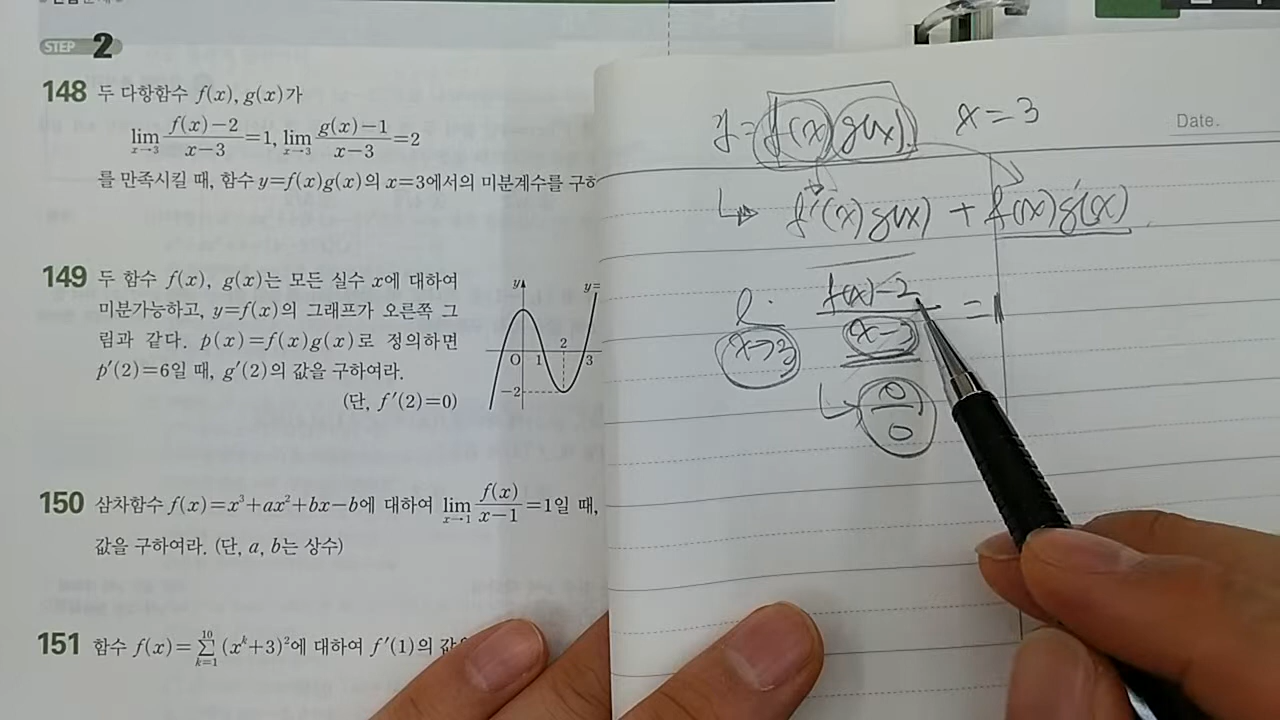 STEP 2
148 두 다항함수 f(x), g(x)가
lim x→3 f(x)−2/x−3=1, lim x→3 g(x)−1/x−3=2
를 만족시킬 때, 함수 y=f(x)g(x)의 x=3에서의 미분계수를 구하
149 두 함수 f(x), g(x)는 모든 실수 x에 대하여
미분가능하고, y=f(x)의 그래프가 오른쪽 그
림과 같다. p(x)=f(x)g(x)로 정의하면
p′(2)=6일 때, g′(2)의 값을 구하여라.
(단, f′(2)=0)
y y=
2
O 1 3
−2
150 삼차함수 f(x)=x³+ax²+bx−b에 대하여 lim x→1 f(x)/x−1=1일 때,
값을 구하여라. (단, a, b는 상수)
151 함수 f(x)=∑ k=1 10 (xᵏ+3)²에 대하여 f′(1)의 값
Date.
y=f(x)g(x). x=3
f′(x)g(x) + f(x)g′(x)
x→3 f(x)−2/x−3 =1
0/0